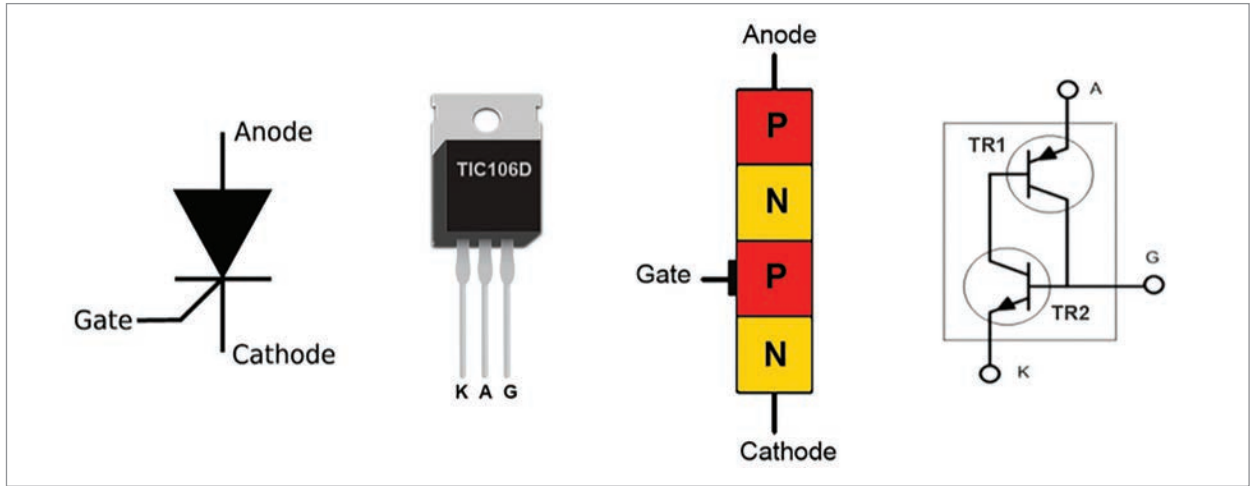 Anode
Gate
Cathode
TIC106D
K A G
Anode
P
N
Gate
P
N
Cathode
A
TR1
G
TR2
K